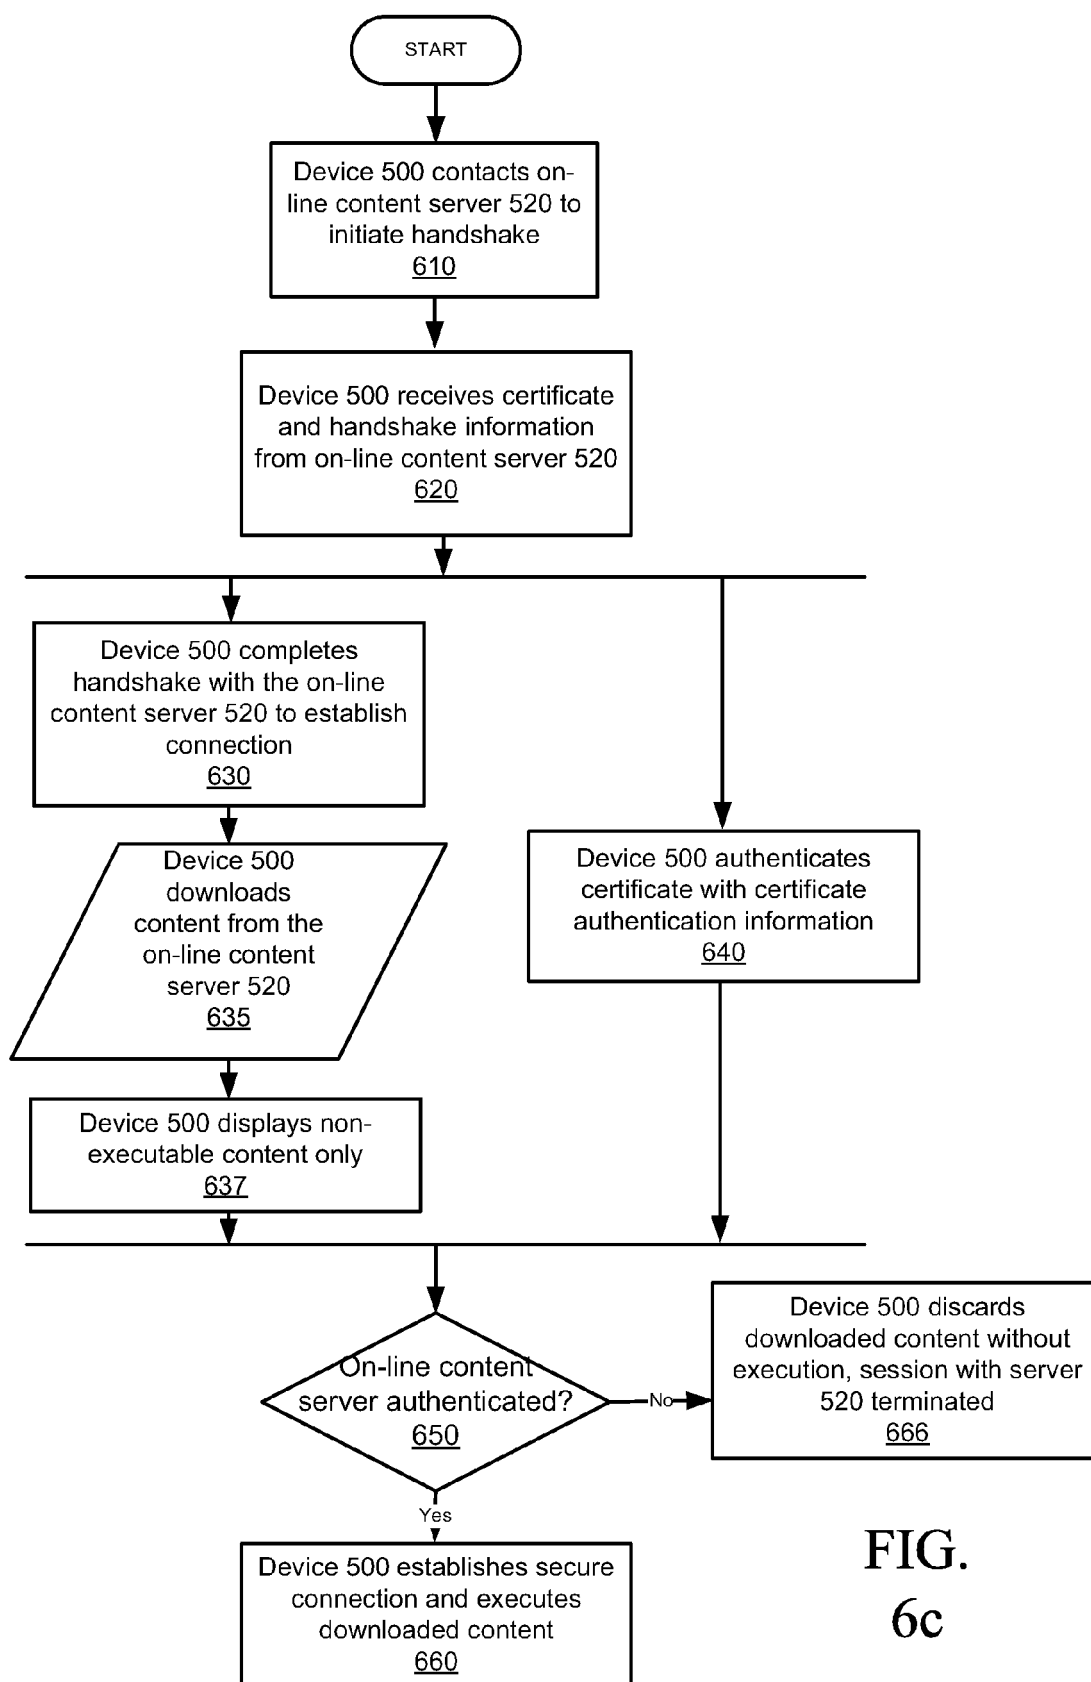 START
Device 500 contacts on-
line content server 520 to
initiate handshake
610
Device 500 receives certificate
and handshake information
from on-line content server 520
620
Device 500 completes
handshake with the on-line
content server 520 to establish
connection
630
Device 500
downloads
content from the
on-line content
server 520
635
Device 500 authenticates
certificate with certificate
authentication information
640
Device 500 displays non-
executable content only
637
On-line content
server authenticated?
650
No
Device 500 discards
downloaded content without
execution, session with server
520 terminated
666
Yes
Device 500 establishes secure
connection and executes
downloaded content
660
FIG.
6c